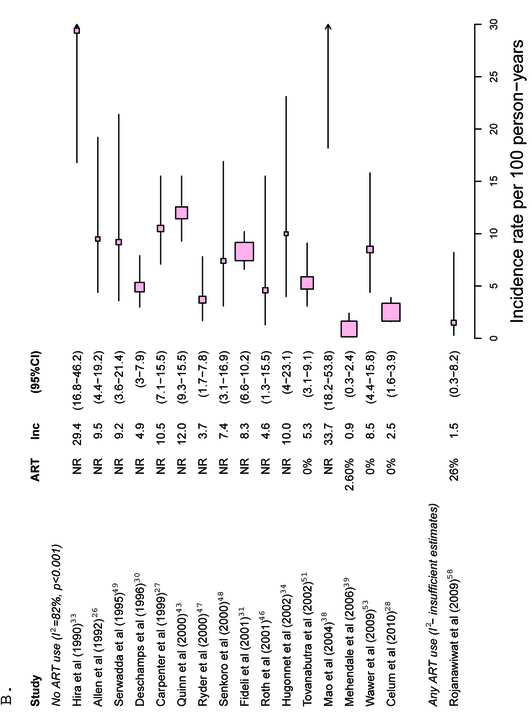 B.
Study ART Inc (95%CI)
No ART use (I²=82%, p<0.001)
Hira et al (1990)³³ NR 29.4 (16.8−46.2)
Allen et al (1992)²⁶ NR 9.5 (4.4−19.2)
Serwadda et al (1995)⁴⁹ NR 9.2 (3.6−21.4)
Deschamps et al (1996)³⁰ NR 4.9 (3−7.9)
Carpenter et al (1999)²⁷ NR 10.5 (7.1−15.5)
Quinn et al (2000)⁴³ NR 12.0 (9.3−15.5)
Ryder et al (2000)⁴⁷ NR 3.7 (1.7−7.8)
Senkoro et al (2000)⁴⁸ NR 7.4 (3.1−16.9)
Fideli et al (2001)³¹ NR 8.3 (6.6−10.2)
Roth et al (2001)⁴⁶ NR 4.6 (1.3−15.5)
Hugonnet et al (2002)³⁴ NR 10.0 (4−23.1)
Tovanabutra et al (2002)⁵¹ 0% 5.3 (3.1−9.1)
Mao et al (2004)³⁸ NR 33.7 (18.2−53.8)
Mehendale et al (2006)³⁹ 2.60% 0.9 (0.3−2.4)
Wawer et al (2009)⁵³ 0% 8.5 (4.4−15.8)
Celum et al (2010)²⁸ 0% 2.5 (1.6−3.9)
Any ART use (I²− insufficient estimates)
Rojanawiwat et al (2009)⁵⁸ 26% 1.5 (0.3−8.2)
0 5 10 15 20 25 30
Incidence rate per 100 person−years